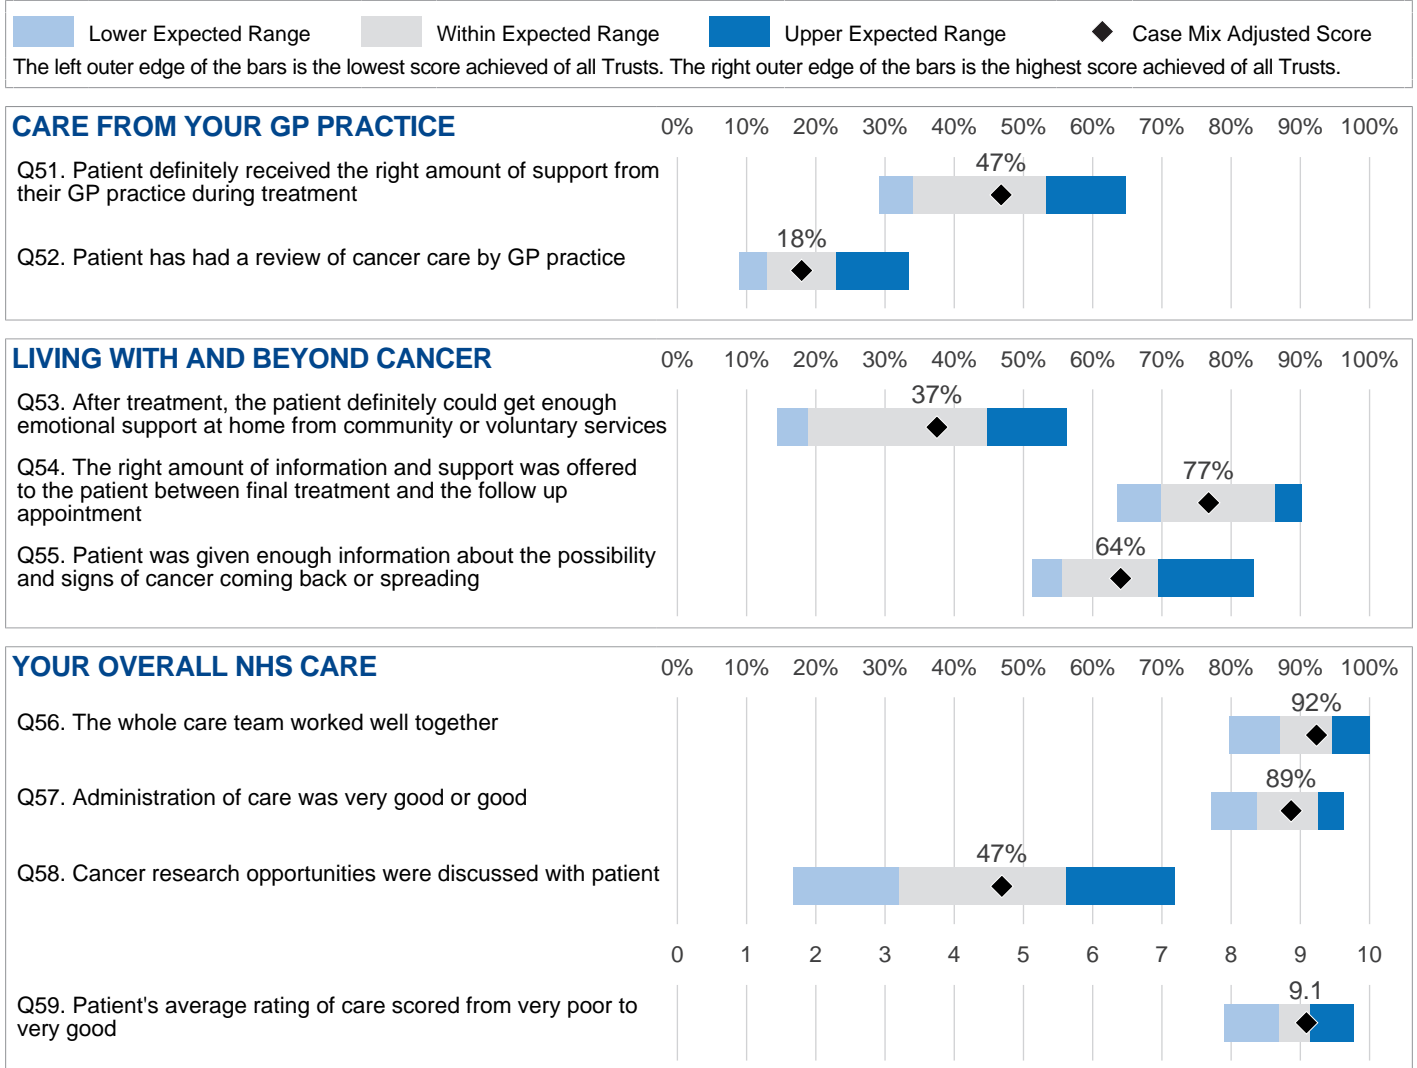 Lower Expected Range Within Expected Range Upper Expected Range Case Mix Adjusted Score
The left outer edge of the bars is the lowest score achieved of all Trusts. The right outer edge of the bars is the highest score achieved of all Trusts.
CARE FROM YOUR GP PRACTICE 0% 10% 20% 30% 40% 50% 60% 70% 80% 90% 100%
47%
Q51. Patient definitely received the right amount of support from
their GP practice during treatment
18%
Q52. Patient has had a review of cancer care by GP practice
LIVING WITH AND BEYOND CANCER 0% 10% 20% 30% 40% 50% 60% 70% 80% 90% 100%
37%
Q53. After treatment, the patient definitely could get enough
emotional support at home from community or voluntary services
Q54. The right amount of information and support was offered
77%
to the patient between final treatment and the follow up
appointment
64%
Q55. Patient was given enough information about the possibility
and signs of cancer coming back or spreading
YOUR OVERALL NHS CARE 0% 10% 20% 30% 40% 50% 60% 70% 80% 90% 100%
92%
Q56. The whole care team worked well together
89%
Q57. Administration of care was very good or good
47%
Q58. Cancer research opportunities were discussed with patient
0 1 2 3 4 5 6 7 8 9 10
9.1
Q59. Patient's average rating of care scored from very poor to
very good